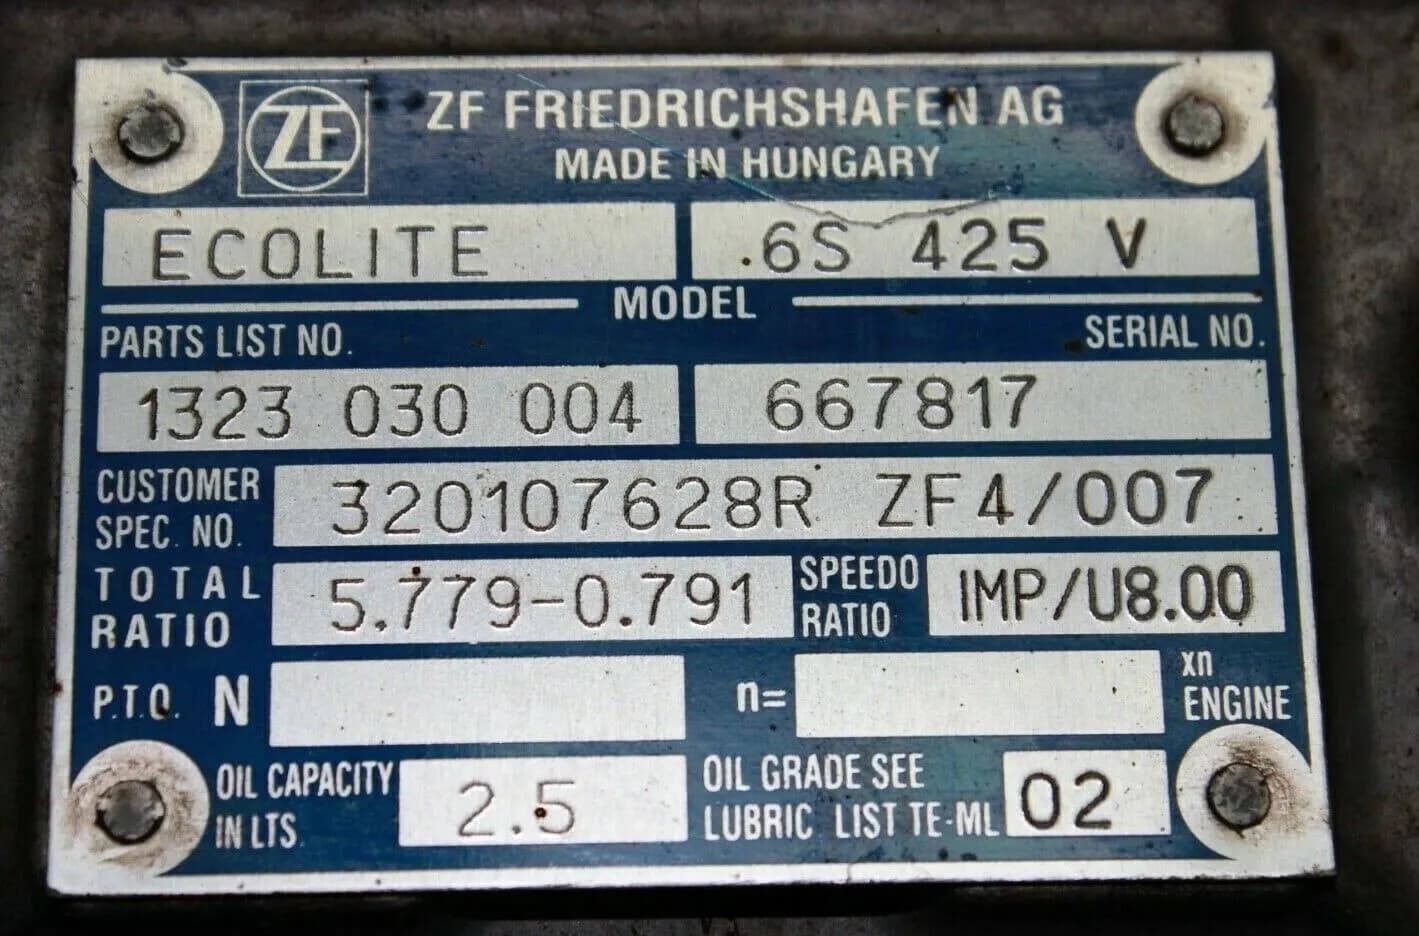 ZF
ZF FRIEDRICHSHAFEN AG
MADE IN HUNGARY
ECOLITE 6S 425 V
MODEL
PARTS LIST NO. SERIAL NO.
1323 030 004 667817
CUSTOMER
SPEC. NO. 320107628R ZF4/007
TOTAL
RATIO 5.779-0.791 SPEEDO
RATIO IMP/U8.00
P.T.O. N n= xn
ENGINE
OIL CAPACITY
IN LTS. 2.5 OIL GRADE SEE
LUBRIC. LIST TE-ML 02